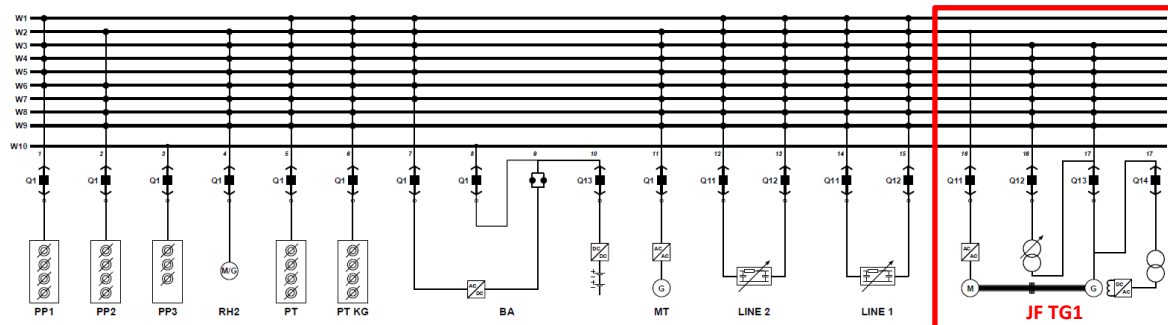 W1
W2
W3
W4
W5
W6
W7
W8
W9
W10
1 2 3 4 5 6 7 8 9 10 11 12 13 14 15 16 16 17 17
Q1 Q1 Q1 Q1 Q1 Q1 Q1 Q1 Q13 Q1 Q11 Q12 Q11 Q12 Q11 Q12 Q13 Q14
DC DC
AC AC
AC AC
M/G
AC DC
G
M
G
DC AC
PP1 PP2 PP3 RH2 PT PT KG BA MT LINE 2 LINE 1 JF TG1